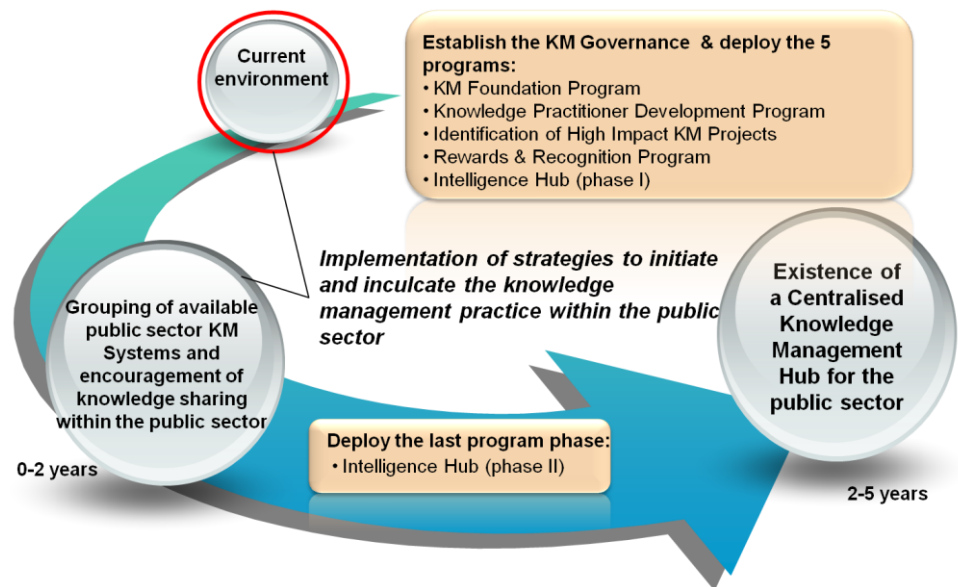 Current
environment
Establish the KM Governance & deploy the 5
programs:
• KM Foundation Program
• Knowledge Practitioner Development Program
• Identification of High Impact KM Projects
• Rewards & Recognition Program
• Intelligence Hub (phase I)
Implementation of strategies to initiate
and inculcate the knowledge
management practice within the public
sector
Grouping of available
public sector KM
Systems and
encouragement of
knowledge sharing
within the public sector
0-2 years
Deploy the last program phase:
• Intelligence Hub (phase II)
Existence of
a Centralised
Knowledge
Management
Hub for the
public sector
2-5 years